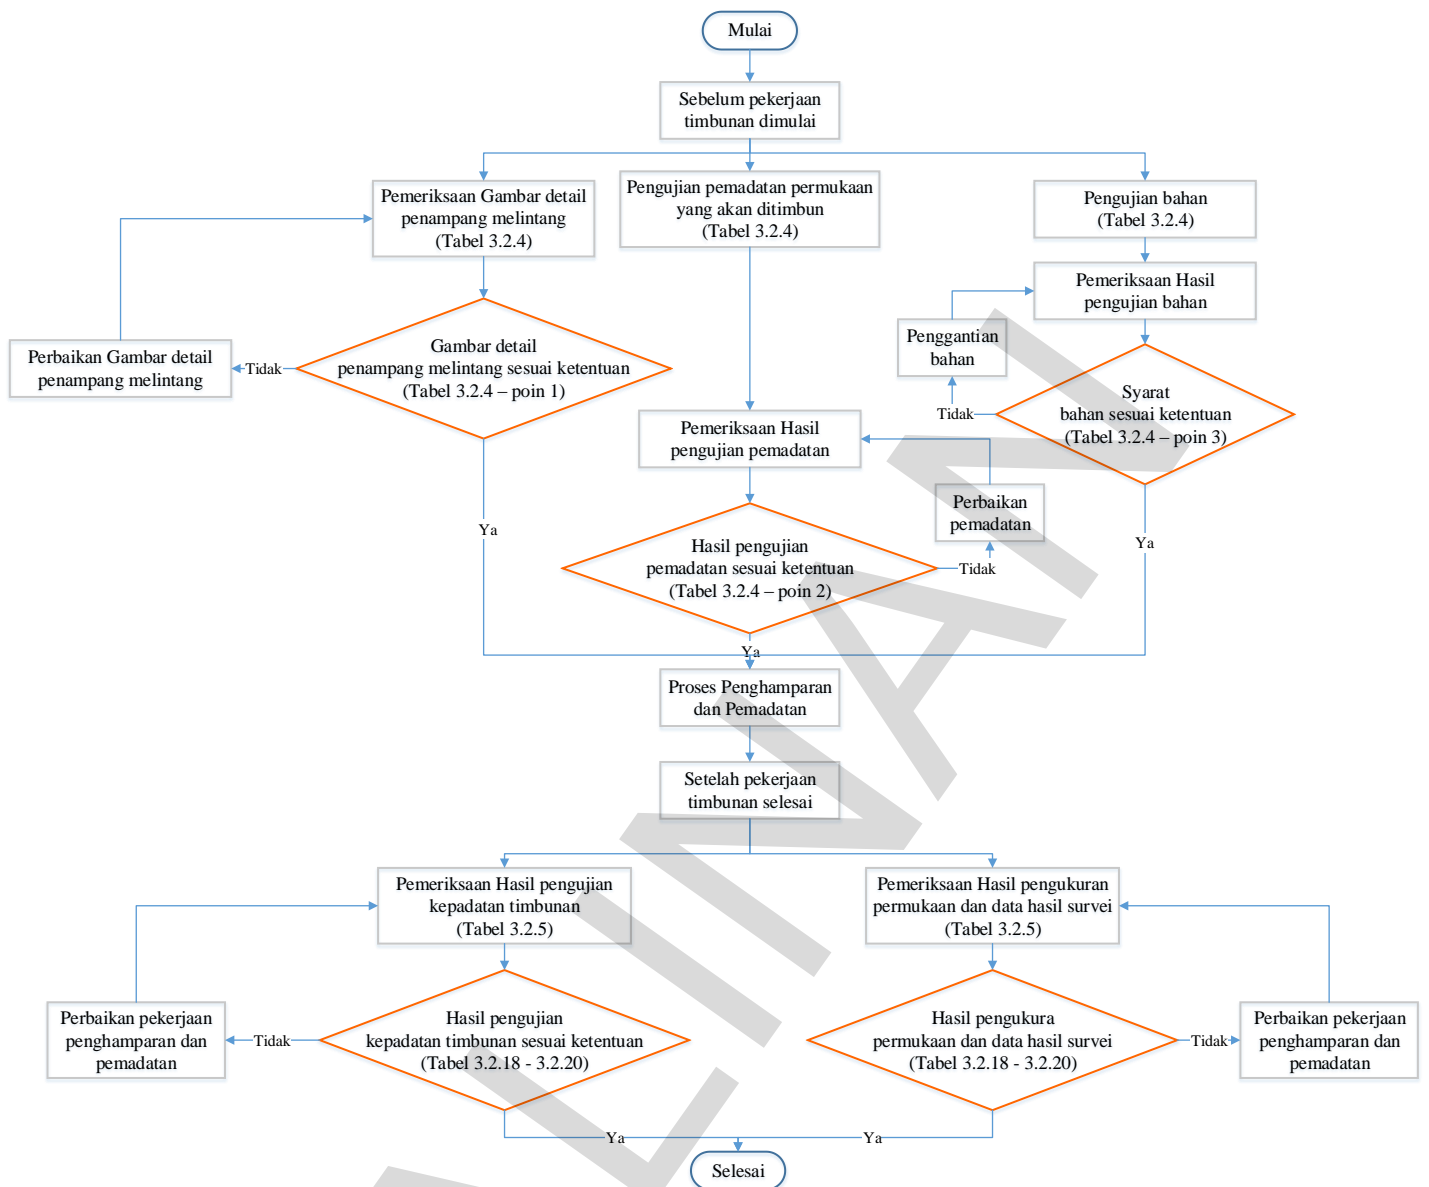 Mulai
Sebelum pekerjaan
timbunan dimulai
Pemeriksaan Gambar detail
penampang melintang
(Tabel 3.2.4)
Pengujian pemadatan permukaan
yang akan ditimbun
(Tabel 3.2.4)
Pengujian bahan
(Tabel 3.2.4)
Pemeriksaan Hasil
pengujian bahan
Penggantian
bahan
Perbaikan Gambar detail
penampang melintang
Tidak
Gambar detail
penampang melintang sesuai ketentuan
(Tabel 3.2.4 – poin 1)
Tidak
Syarat
bahan sesuai ketentuan
(Tabel 3.2.4 – poin 3)
Pemeriksaan Hasil
pengujian pemadatan
Perbaikan
pemadatan
Ya
Hasil pengujian
pemadatan sesuai ketentuan
(Tabel 3.2.4 – poin 2)
Tidak
Ya
Ya
Proses Penghamparan
dan Pemadatan
Setelah pekerjaan
timbunan selesai
Pemeriksaan Hasil pengujian
kepadatan timbunan
(Tabel 3.2.5)
Pemeriksaan Hasil pengukuran
permukaan dan data hasil survei
(Tabel 3.2.5)
Perbaikan pekerjaan
penghamparan dan
pemadatan
Tidak
Hasil pengujian
kepadatan timbunan sesuai ketentuan
(Tabel 3.2.18 - 3.2.20)
Hasil pengukura
permukaan dan data hasil survei
(Tabel 3.2.18 - 3.2.20)
Tidak
Perbaikan pekerjaan
penghamparan dan
pemadatan
Ya
Ya
Selesai
ALINAN